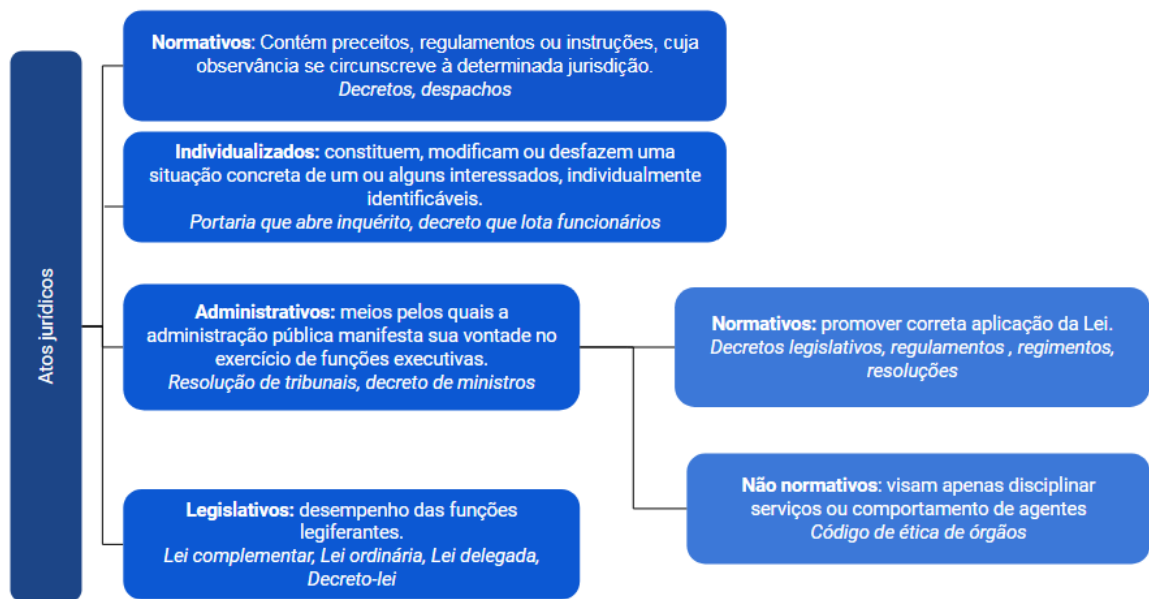 Atos jurídicos
Normativos: Contém preceitos, regulamentos ou instruções, cuja
observância se circunscreve à determinada jurisdição.
Decretos, despachos
Individualizados: constituem, modificam ou desfazem uma
situação concreta de um ou alguns interessados, individualmente
identificáveis.
Portaria que abre inquérito, decreto que lota funcionários
Administrativos: meios pelos quais a
administração pública manifesta sua vontade no
exercício de funções executivas.
Resolução de tribunais, decreto de ministros
Normativos: promover correta aplicação da Lei.
Decretos legislativos, regulamentos , regimentos,
resoluções
Não normativos: visam apenas disciplinar
serviços ou comportamento de agentes
Código de ética de órgãos
Legislativos: desempenho das funções
legiferantes.
Lei complementar, Lei ordinária, Lei delegada,
Decreto-lei